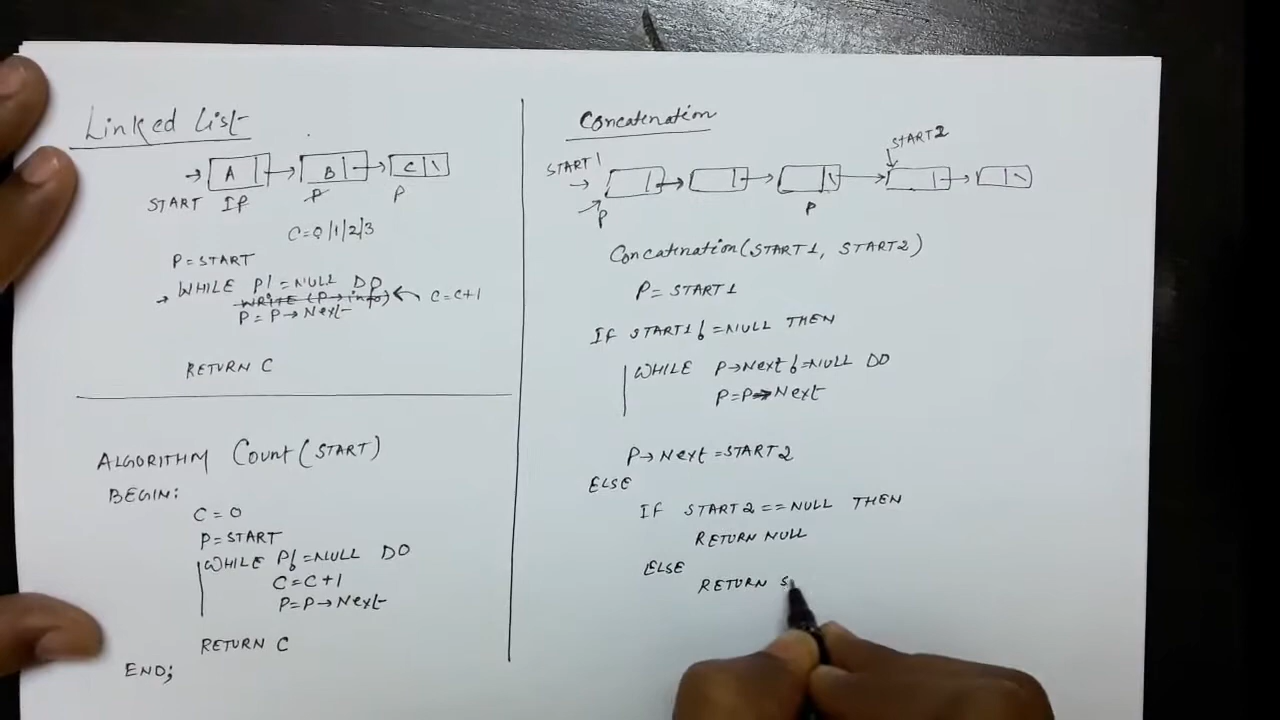 Linked List
A B C
START IP P P
C=0/1/2/3
P=START
→ WHILE P!=NULL DO
WRITE (P→info) ← C=C+1
P=P→Next
RETURN C
ALGORITHM Count(START)
BEGIN:
C=0
P=START
WHILE P!=NULL DO
C=C+1
P=P→Next
RETURN C
END;
Concatenation
START1 START2
P P
Concatenation(START1, START2)
P=START1
If START1!=NULL THEN
WHILE P→Next!=NULL DO
P=P→Next
P→Next=START2
ELSE
IF START2==NULL THEN
RETURN NULL
ELSE
RETURN S